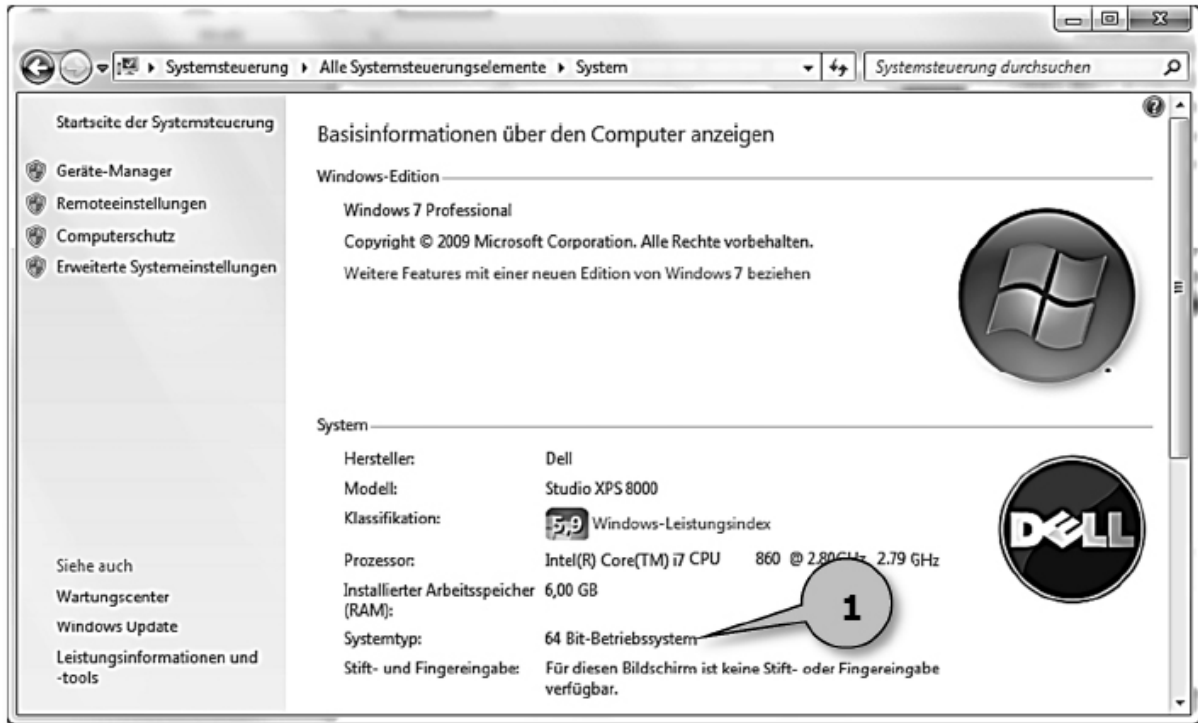 Systemsteuerung ▸ Alle Systemsteuerungselemente ▸ System
Systemsteuerung durchsuchen
Startseite der Systemsteuerung
Geräte-Manager
Remoteeinstellungen
Computerschutz
Erweiterte Systemeinstellungen
Siehe auch
Wartungscenter
Windows Update
Leistungsinformationen und
-tools
Basisinformationen über den Computer anzeigen
Windows-Edition
Windows 7 Professional
Copyright © 2009 Microsoft Corporation. Alle Rechte vorbehalten.
Weitere Features mit einer neuen Edition von Windows 7 beziehen
System
Hersteller: Dell
Modell: Studio XPS 8000
Klassifikation: 5,9 Windows-Leistungsindex
Prozessor: Intel(R) Core(TM) i7 CPU 860 @ 2.80GHz 2.79 GHz
Installierter Arbeitsspeicher 6,00 GB
(RAM):
Systemtyp: 64 Bit-Betriebssystem
Stift- und Fingereingabe: Für diesen Bildschirm ist keine Stift- oder Fingereingabe
verfügbar.
DELL
1